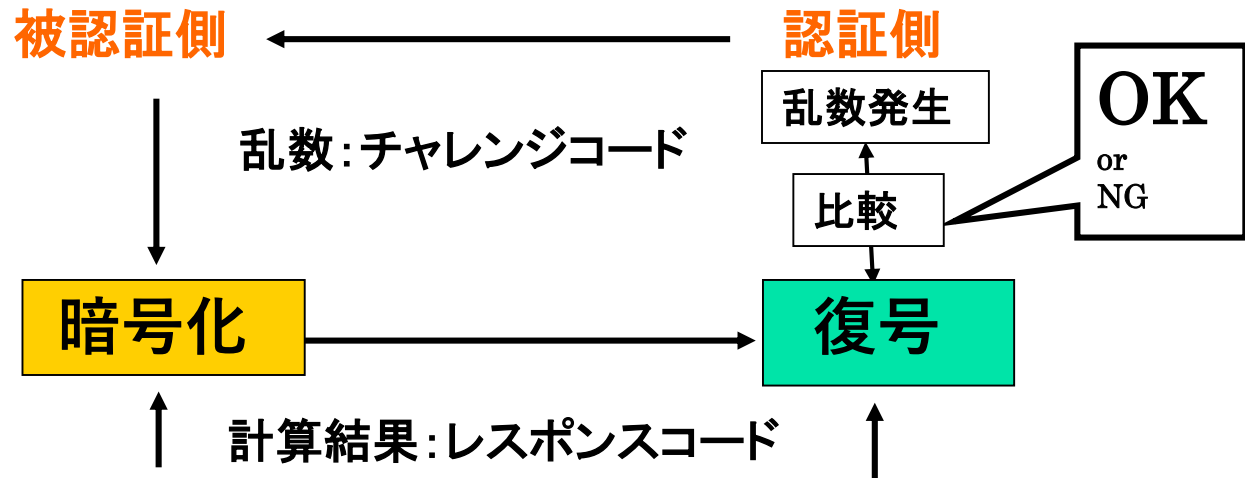 被認証側
認証側
乱数発生
OK
or
NG
乱数:チャレンジコード
比較
暗号化
復号
計算結果:レスポンスコード